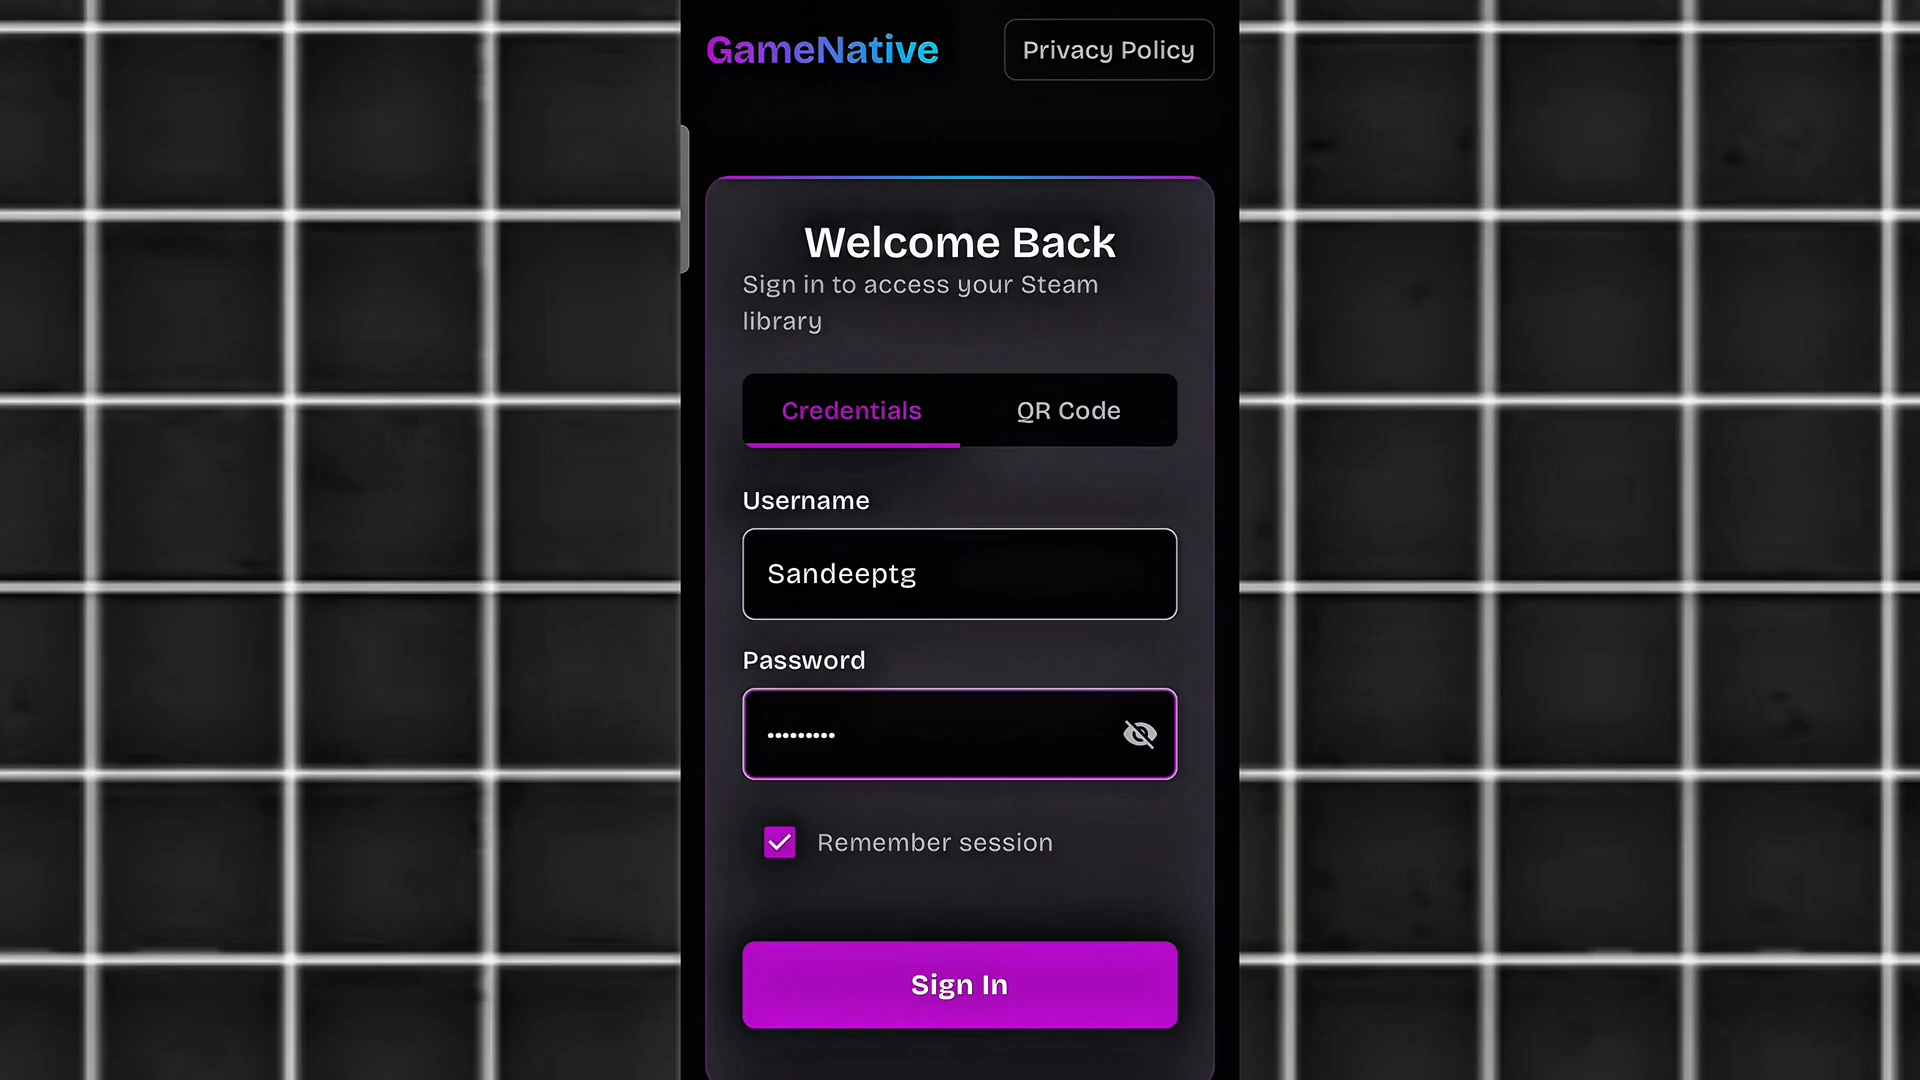 GameNative
Privacy Policy
Welcome Back
Sign in to access your Steam
library
Credentials
QR Code
Username
Sandeeptg
Password
•••••••••
Remember session
Sign In